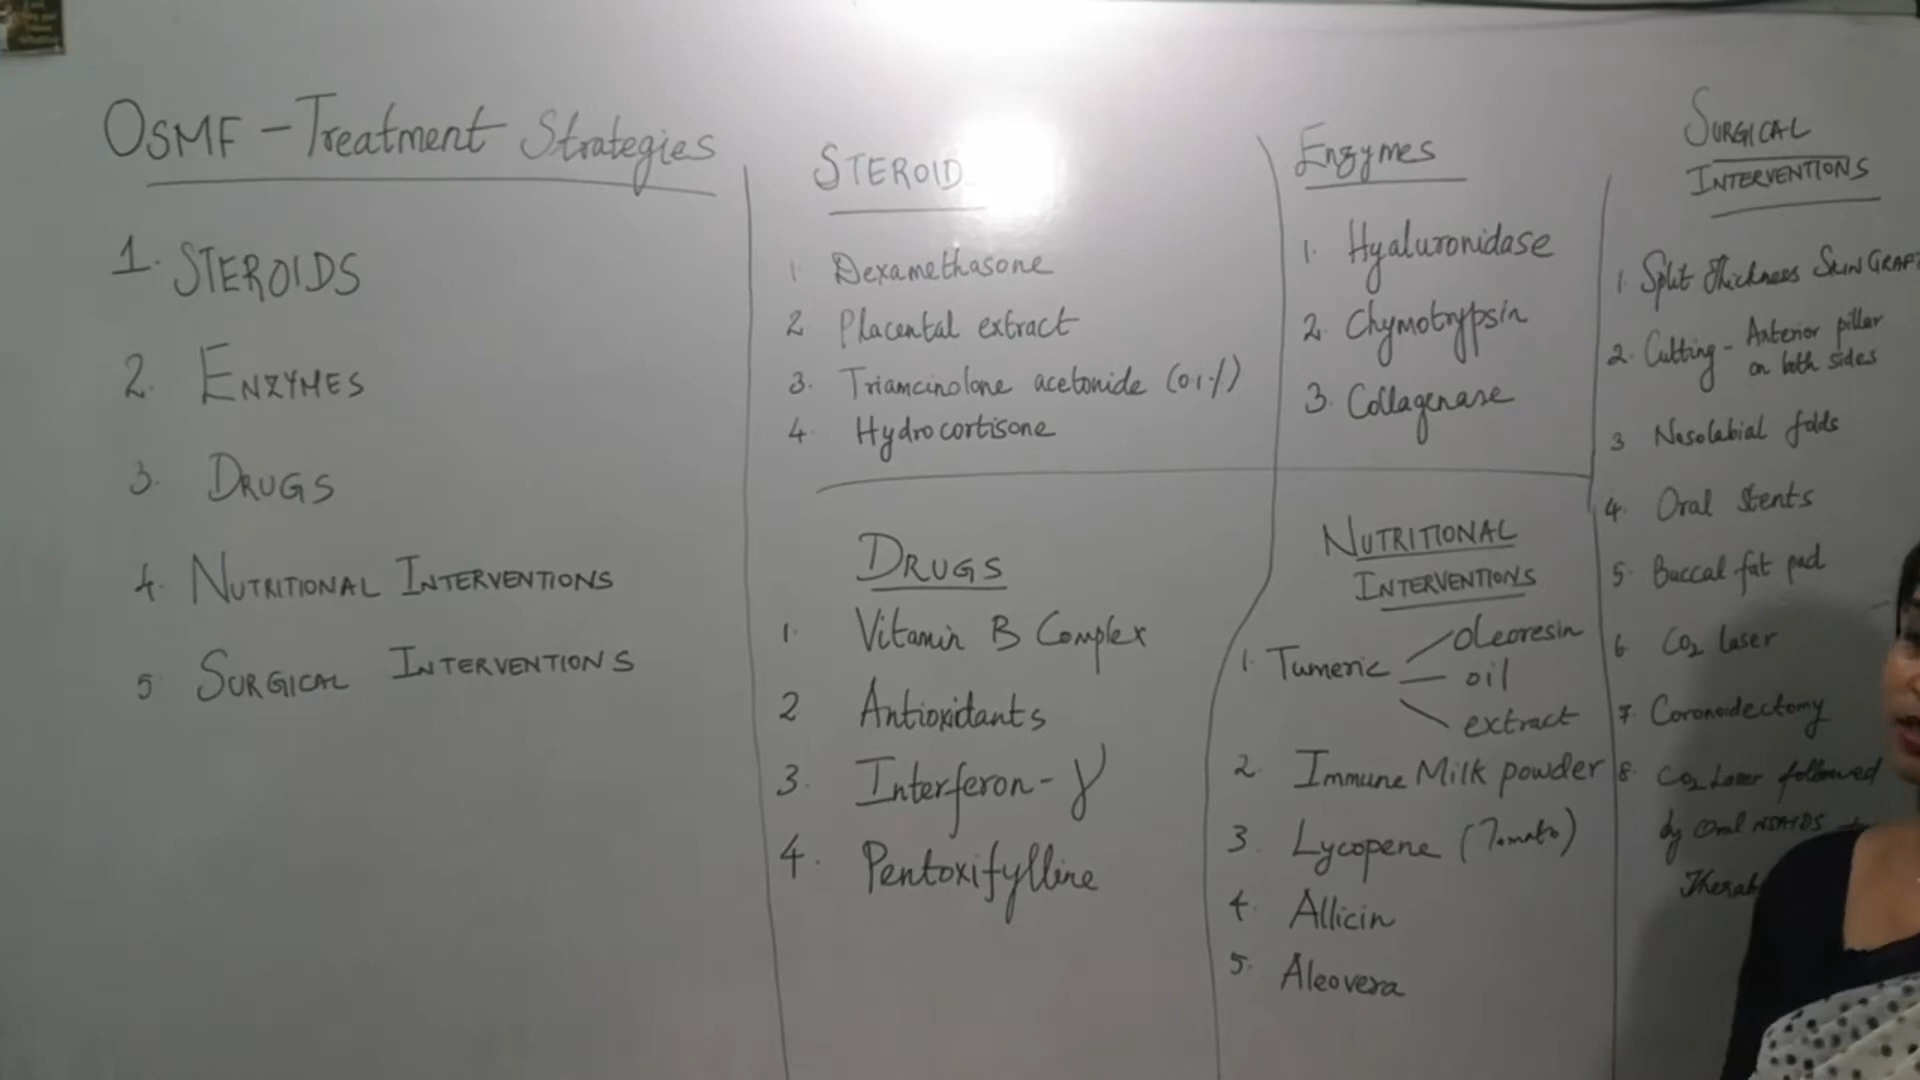 OSMF - Treatment Strategies
1. STEROIDS
2. ENZYMES
3. DRUGS
4. NUTRITIONAL INTERVENTIONS
5 SURGICAL INTERVENTIONS
STEROID
1. Dexamethasone
2 Placental extract
3. Triamcinolone acetonide (0.1%)
4. Hydrocortisone
DRUGS
1. Vitamin B Complex
2 Antioxidants
3. Interferon-γ
4. Pentoxifylline
Enzymes
1. Hyaluronidase
2. Chymotrypsin
3. Collagenase
NUTRITIONAL
INTERVENTIONS
1. Tumeric
oleoresin
oil
extract
2. Immune Milk powder
3. Lycopene (Tomato)
4. Allicin
5. Aleovera
SURGICAL
INTERVENTIONS
1. Split Thickness SKIN GRAFT
2. Cutting - Anterior pillar
on both sides
3 Nasolabial folds
4. Oral Stents
5. Buccal fat pad
6. CO2 laser
7. Coronoidectomy
8. CO2 Laser followed
by Oral NSAIDS